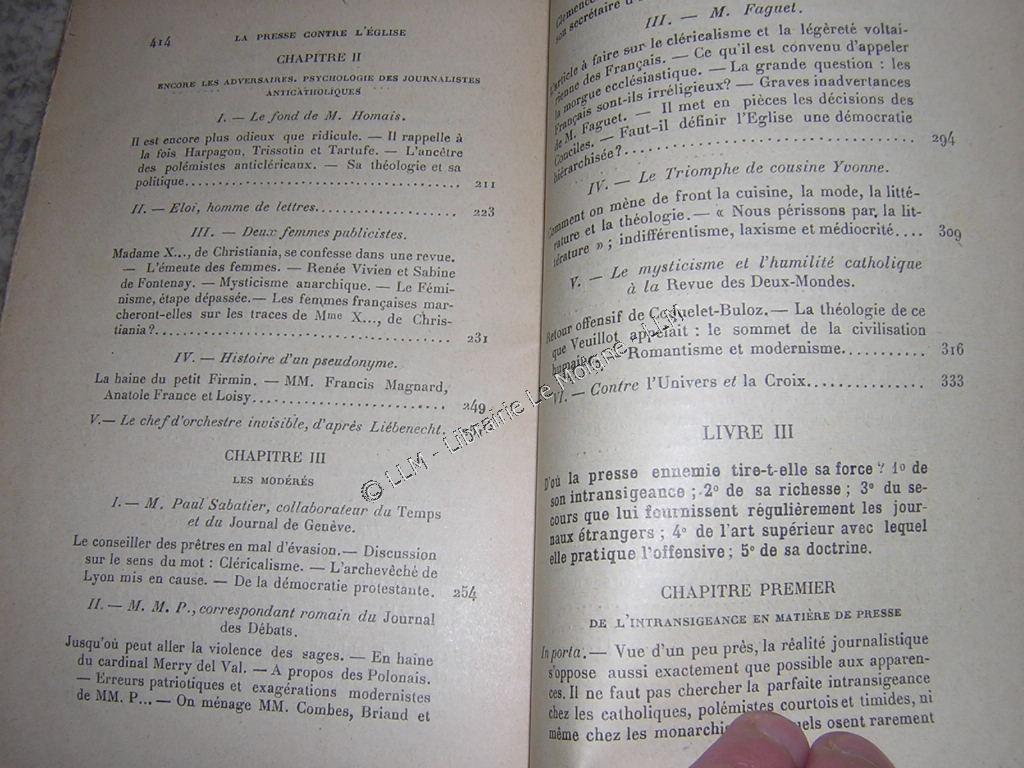 414 LA PRESSE CONTRE L'ÉGLISE
CHAPITRE II
ENCORE LES ADVERSAIRES. PSYCHOLOGIE DES JOURNALISTES
ANTICATHOLIQUES
I. — Le fond de M. Homais.
Il est encore plus odieux que ridicule. — Il rappelle à
la fois Harpagon, Trissotin et Tartufe. — L'ancêtre
des polémistes anticléricaux. — Sa théologie et sa
politique........................ 211
II. — Eloi, homme de lettres.................... 223
III. — Deux femmes publicistes.
Madame X..., de Christiania, se confesse dans une revue.
— L'émeute des femmes. — Renée Vivien et Sabine
de Fontenay. — Mysticisme anarchique. — Le Fémi-
nisme, étape dépassée. — Les femmes françaises mar-
cheront-elles sur les traces de Mme X..., de Chris-
tiania?........................ 231
IV. — Histoire d'un pseudonyme.
La haine du petit Firmin. — MM. Francis Magnard,
Anatole France et Loisy........................ 249
V. — Le chef d'orchestre invisible, d'après Liébenecht.
CHAPITRE III
LES MODÉRÉS
I. — M. Paul Sabatier, collaborateur du Temps
et du Journal de Genève.
Le conseiller des prêtres en mal d'évasion. — Discussion
sur le sens du mot : Cléricalisme. — L'archevêché de
Lyon mis en cause. — De la démocratie protestante. 254
II. — M. M. P., correspondant romain du Journal
des Débats.
Jusqu'où peut aller la violence des sages. — En haine
du cardinal Merry del Val. — A propos des Polonais.
— Erreurs patriotiques et exagérations modernistes
de MM. P... — On ménage MM. Combes, Briand et
son secrétaire
III. — M. Faguet.
L'article à faire sur le cléricalisme et la légèreté voltai-
rienne des Français. — Ce qu'il est convenu d'appeler
la morgue ecclésiastique. — La grande question : les
Français sont-ils irréligieux? — Graves inadvertances
de M. Faguet. — Il met en pièces les décisions des
Conciles. — Faut-il définir l'Eglise une démocratie
hiérarchisée?........................ 294
IV. — Le Triomphe de cousine Yvonne.
Comment on mène de front la cuisine, la mode, la litté-
rature et la théologie. — « Nous périssons par la lit-
térature » ; indifférentisme, laxisme et médiocrité.... 309
V. — Le mysticisme et l'humilité catholique
à la Revue des Deux-Mondes.
Retour offensif de Coquelet-Buloz. — La théologie de ce
que Veuillot appelait : le sommet de la civilisation
humaine. — Romantisme et modernisme.......... 316
VI. — Contre l'Univers et la Croix.............. 333
LIVRE III
D'où la presse ennemie tire-t-elle sa force? 1o de
son intransigeance ; 2o de sa richesse ; 3o du se-
cours que lui fournissent régulièrement les jour-
naux étrangers ; 4o de l'art supérieur avec lequel
elle pratique l'offensive ; 5o de sa doctrine.
CHAPITRE PREMIER
DE L'INTRANSIGEANCE EN MATIÈRE DE PRESSE
In porta. — Vue d'un peu près, la réalité journalistique
s'oppose aussi exactement que possible aux apparen-
ces. Il ne faut pas chercher la parfaite intransigeance
chez les catholiques, polémistes courtois et timides, ni
même chez les osent rarement
© LLM - Librairie Le Moigne, LLM